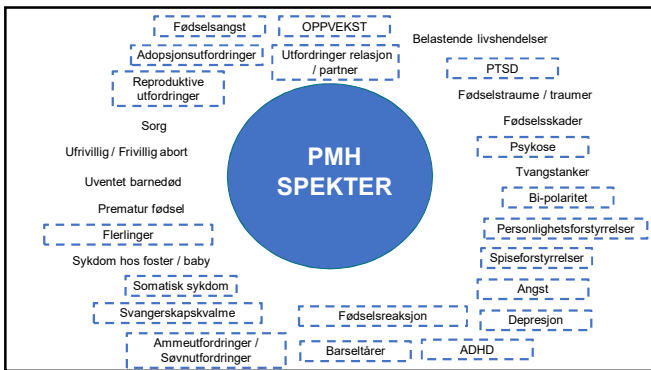 Fødselsangst
OPPVEKST
Belastende livshendelser
Adopsjonsutfordringer
Utfordringer relasjon
/ partner
PTSD
Reproduktive
utfordringer
Fødselstraume / traumer
Sorg
Fødselsskader
Ufrivillig / Frivillig abort
PMH
SPEKTER
Psykose
Uventet barnedød
Tvangstanker
Bi-polaritet
Prematur fødsel
Personlighetsforstyrrelser
Flerlinger
Sykdom hos foster / baby
Spiseforstyrrelser
Somatisk sykdom
Angst
Svangerskapskvalme
Fødselsreaksjon
Depresjon
Ammeutfordringer /
Søvnutfordringer
Barseltårer
ADHD